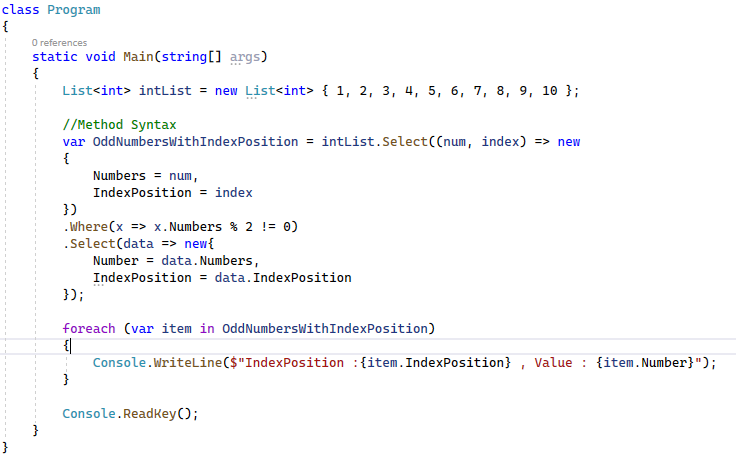 class Program
{
0 references
static void Main(string[] args)
{
List<int> intList = new List<int> { 1, 2, 3, 4, 5, 6, 7, 8, 9, 10 };
//Method Syntax
var OddNumbersWithIndexPosition = intList.Select((num, index) => new
{
Numbers = num,
IndexPosition = index
})
.Where(x => x.Numbers % 2 != 0)
.Select(data => new{
Number = data.Numbers,
IndexPosition = data.IndexPosition
});
foreach (var item in OddNumbersWithIndexPosition)
{
Console.WriteLine($"IndexPosition :{item.IndexPosition} , Value : {item.Number}");
}
Console.ReadKey();
}
}